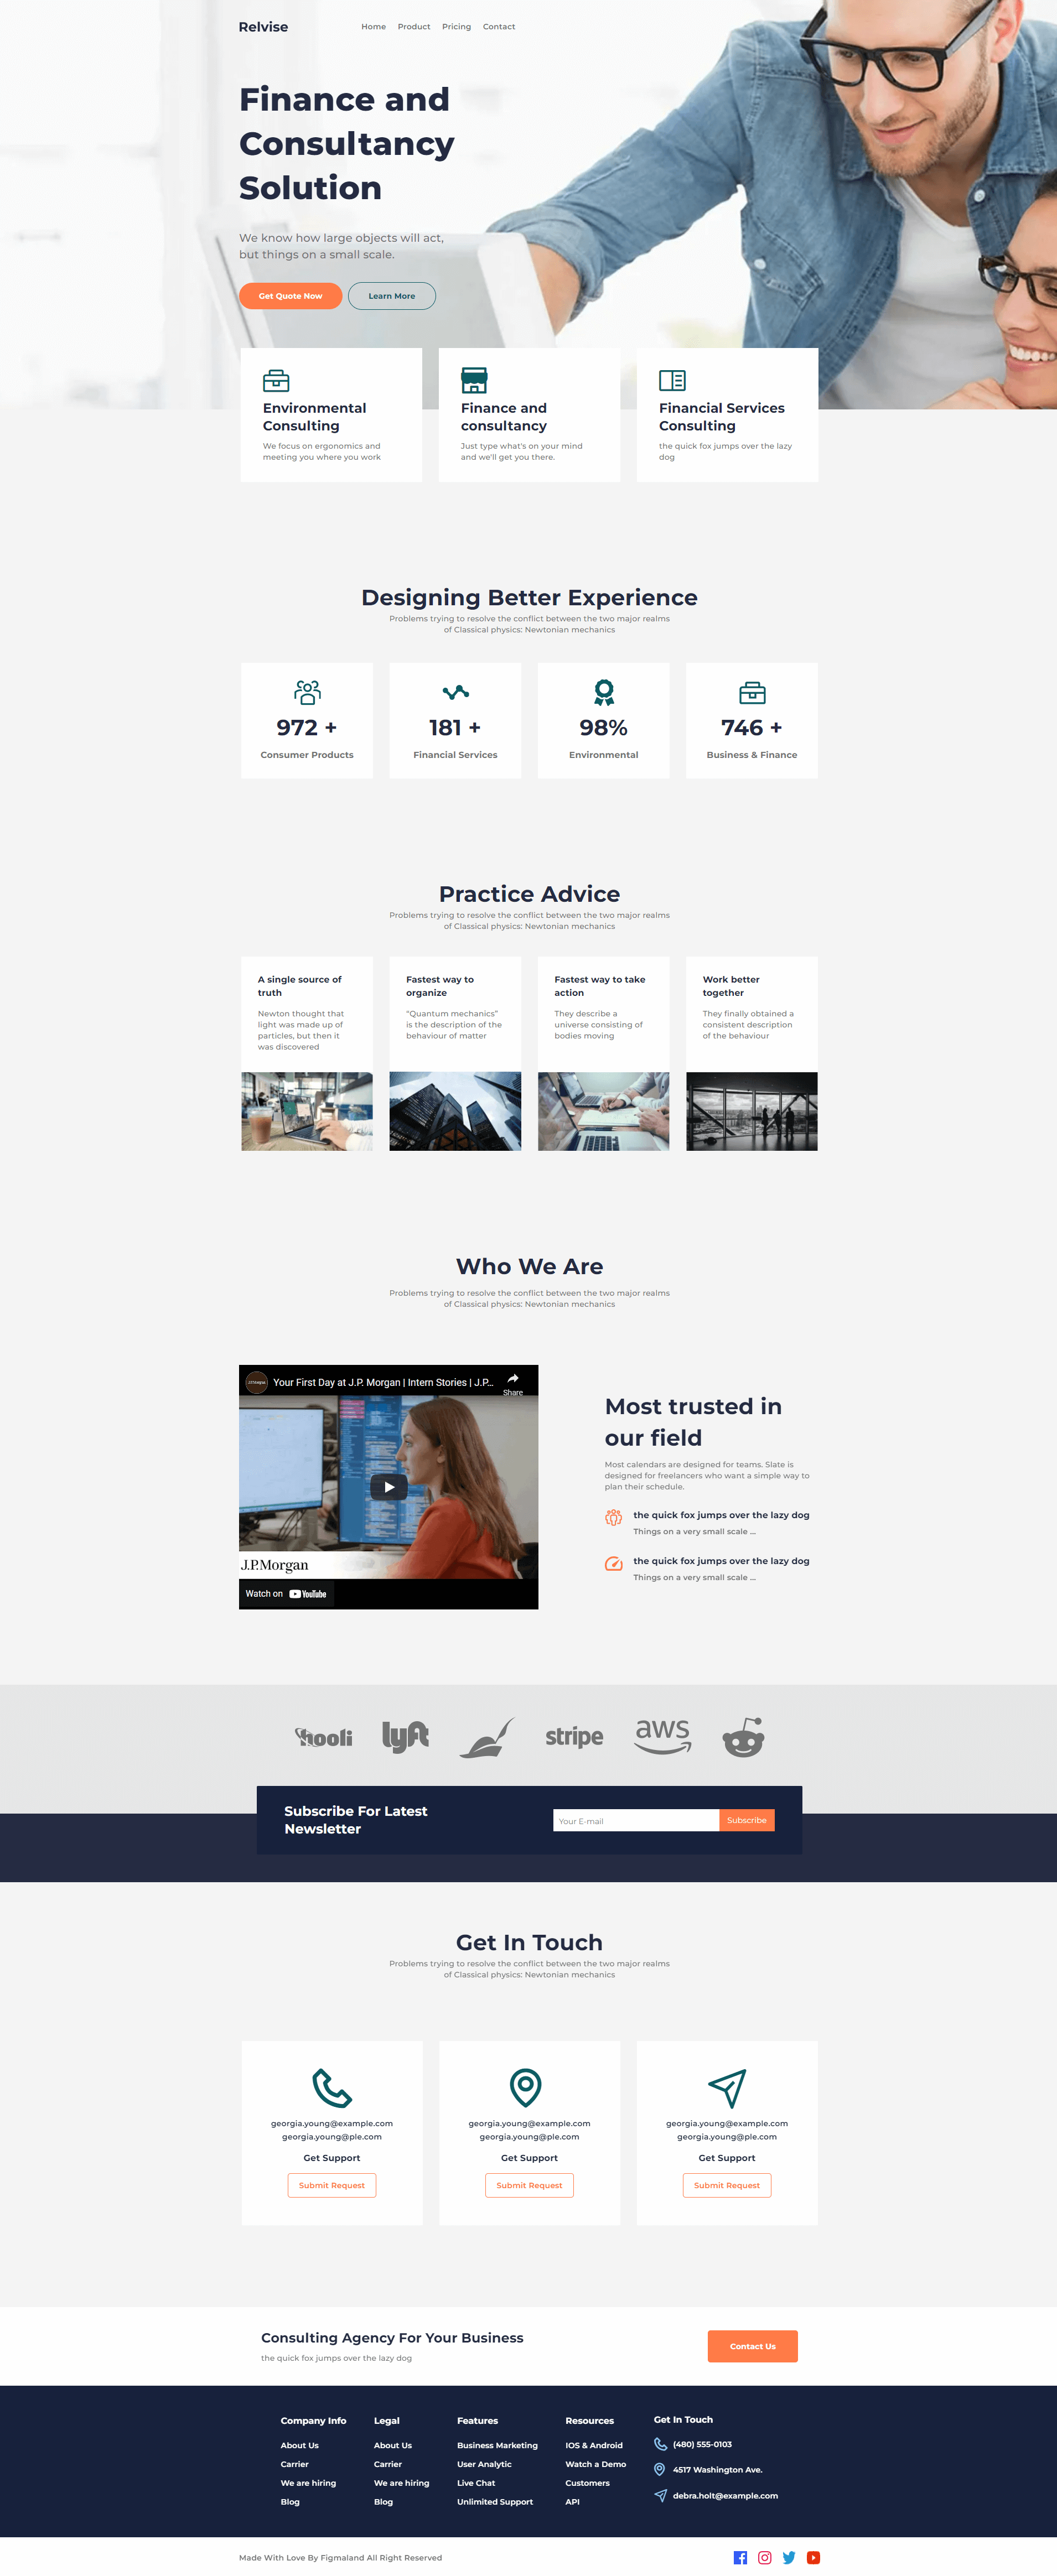 Relvise
Home Product Pricing Contact
Finance and
Consultancy
Solution
We know how large objects will act,
but things on a small scale.
Get Quote Now Learn More
Environmental
Consulting
We focus on ergonomics and
meeting you where you work
Finance and
consultancy
Just type what's on your mind
and we'll get you there.
Financial Services
Consulting
the quick fox jumps over the lazy
dog
Designing Better Experience
Problems trying to resolve the conflict between the two major realms
of Classical physics: Newtonian mechanics
972 +
Consumer Products
181 +
Financial Services
98%
Environmental
746 +
Business & Finance
Practice Advice
Problems trying to resolve the conflict between the two major realms
of Classical physics: Newtonian mechanics
A single source of
truth
Newton thought that
light was made up of
particles, but then it
was discovered
Fastest way to
organize
“Quantum mechanics”
is the description of the
behaviour of matter
Fastest way to take
action
They describe a
universe consisting of
bodies moving
Work better
together
They finally obtained a
consistent description
of the behaviour
Who We Are
Problems trying to resolve the conflict between the two major realms
of Classical physics: Newtonian mechanics
Your First Day at J.P. Morgan | Intern Stories | J.P...
Share
J.P.Morgan
Watch on YouTube
Most trusted in
our field
Most calendars are designed for teams. Slate is
designed for freelancers who want a simple way to
plan their schedule.
the quick fox jumps over the lazy dog
Things on a very small scale ...
the quick fox jumps over the lazy dog
Things on a very small scale ...
hooli lyft stripe aws
Subscribe For Latest
Newsletter
Your E-mail Subscribe
Get In Touch
Problems trying to resolve the conflict between the two major realms
of Classical physics: Newtonian mechanics
georgia.young@example.com
georgia.young@ple.com
Get Support
Submit Request
georgia.young@example.com
georgia.young@ple.com
Get Support
Submit Request
georgia.young@example.com
georgia.young@ple.com
Get Support
Submit Request
Consulting Agency For Your Business
the quick fox jumps over the lazy dog
Contact Us
Company Info
About Us
Carrier
We are hiring
Blog
Legal
About Us
Carrier
We are hiring
Blog
Features
Business Marketing
User Analytic
Live Chat
Unlimited Support
Resources
IOS & Android
Watch a Demo
Customers
API
Get In Touch
(480) 555-0103
4517 Washington Ave.
debra.holt@example.com
Made With Love By Figmaland All Right Reserved